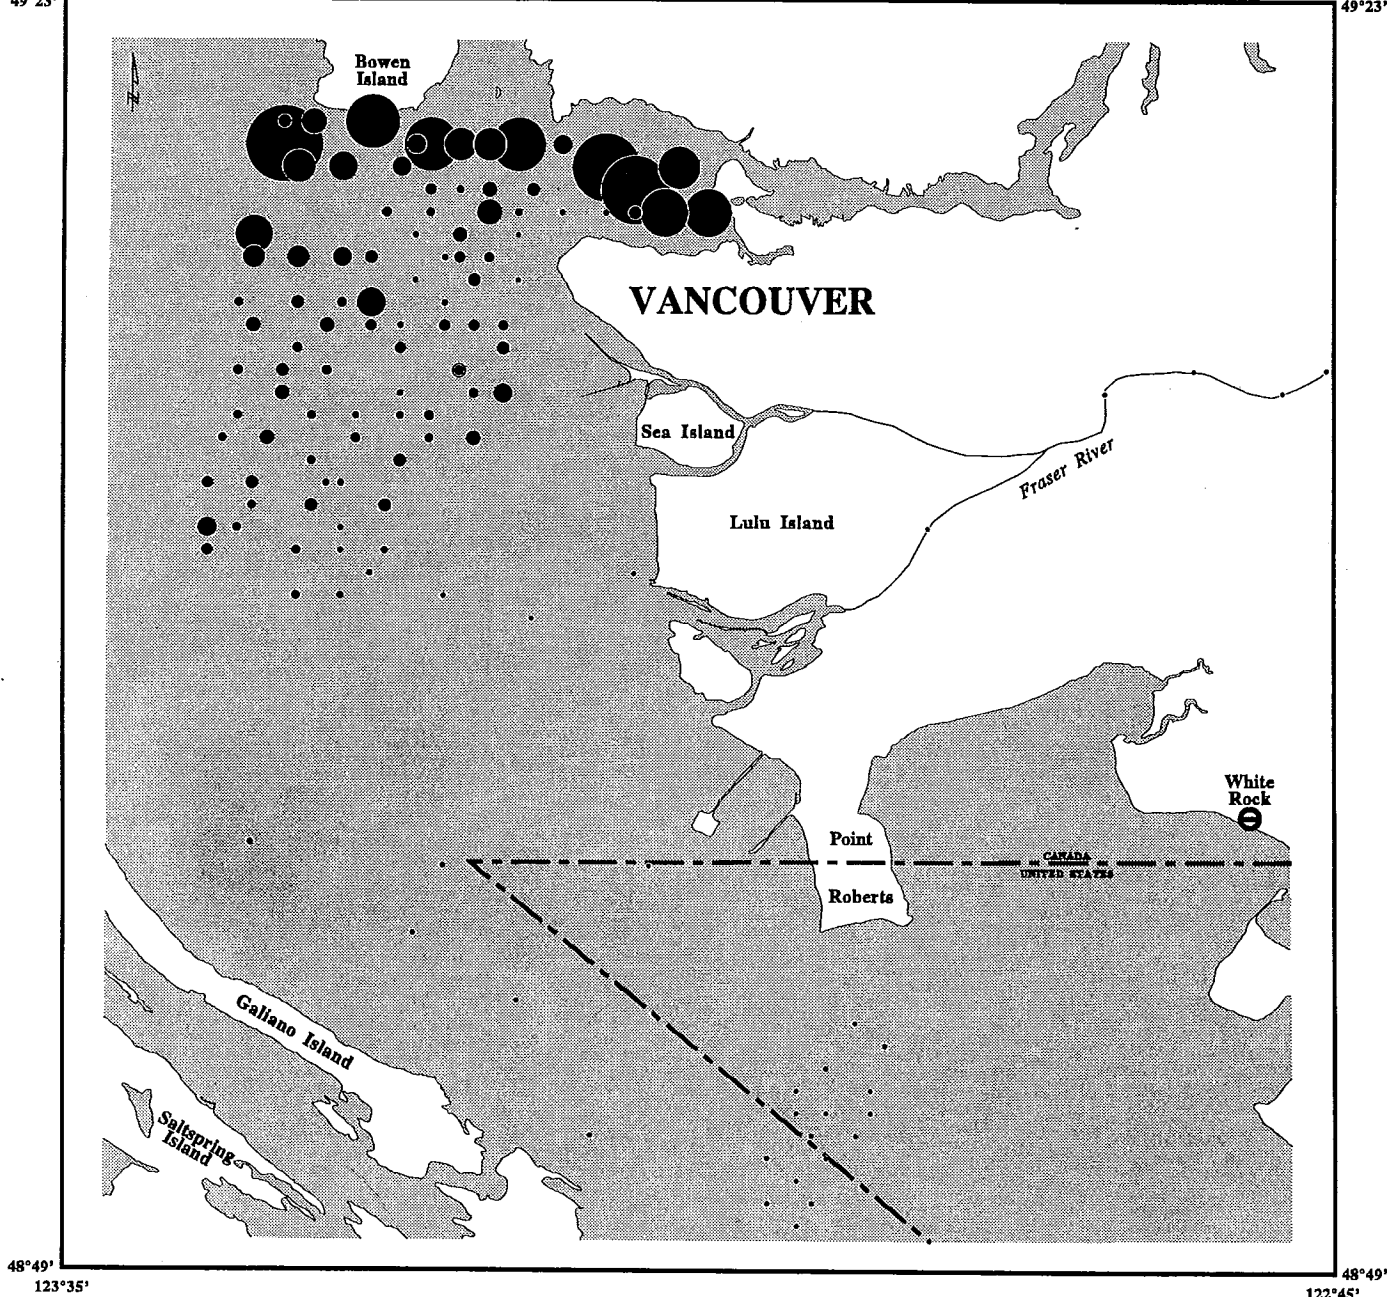 49°23'
49°23'
N
Bowen
Island
VANCOUVER
Sea Island
Fraser River
Lulu Island
White
Rock
Point
CANADA
UNITED STATES
Roberts
Galiano Island
Saltspring
Island
48°49'
48°49'
123°35'
122°45'